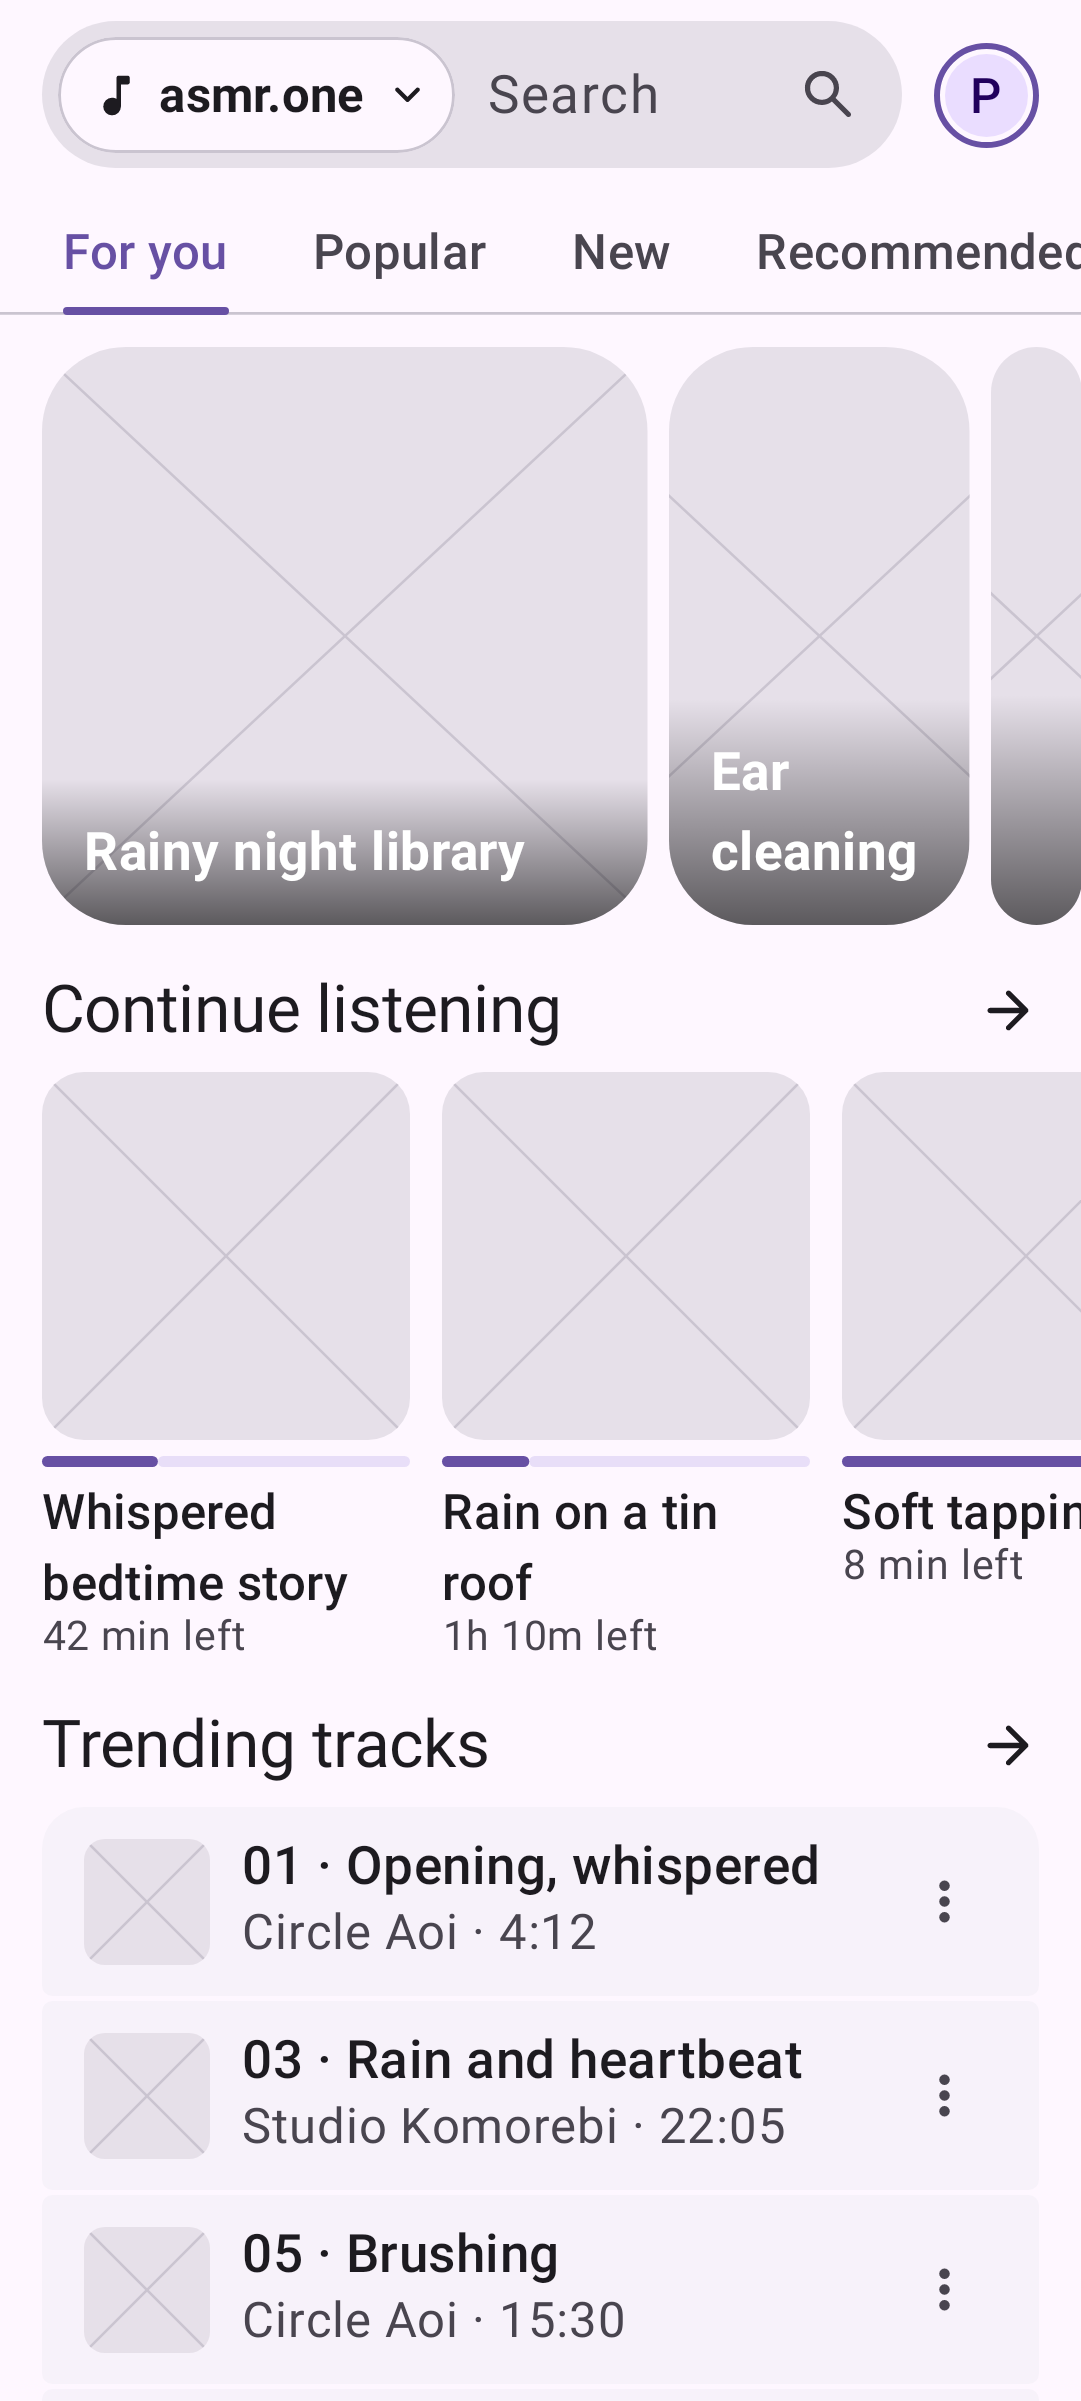 asmr.one
Search
P
For you
Popular
New
Recommended
Rainy night library
Ear
cleaning
Continue listening
Whispered
bedtime story
42 min left
Rain on a tin
roof
1h 10m left
Soft tappin
8 min left
Trending tracks
01 · Opening, whispered
Circle Aoi · 4:12
03 · Rain and heartbeat
Studio Komorebi · 22:05
05 · Brushing
Circle Aoi · 15:30